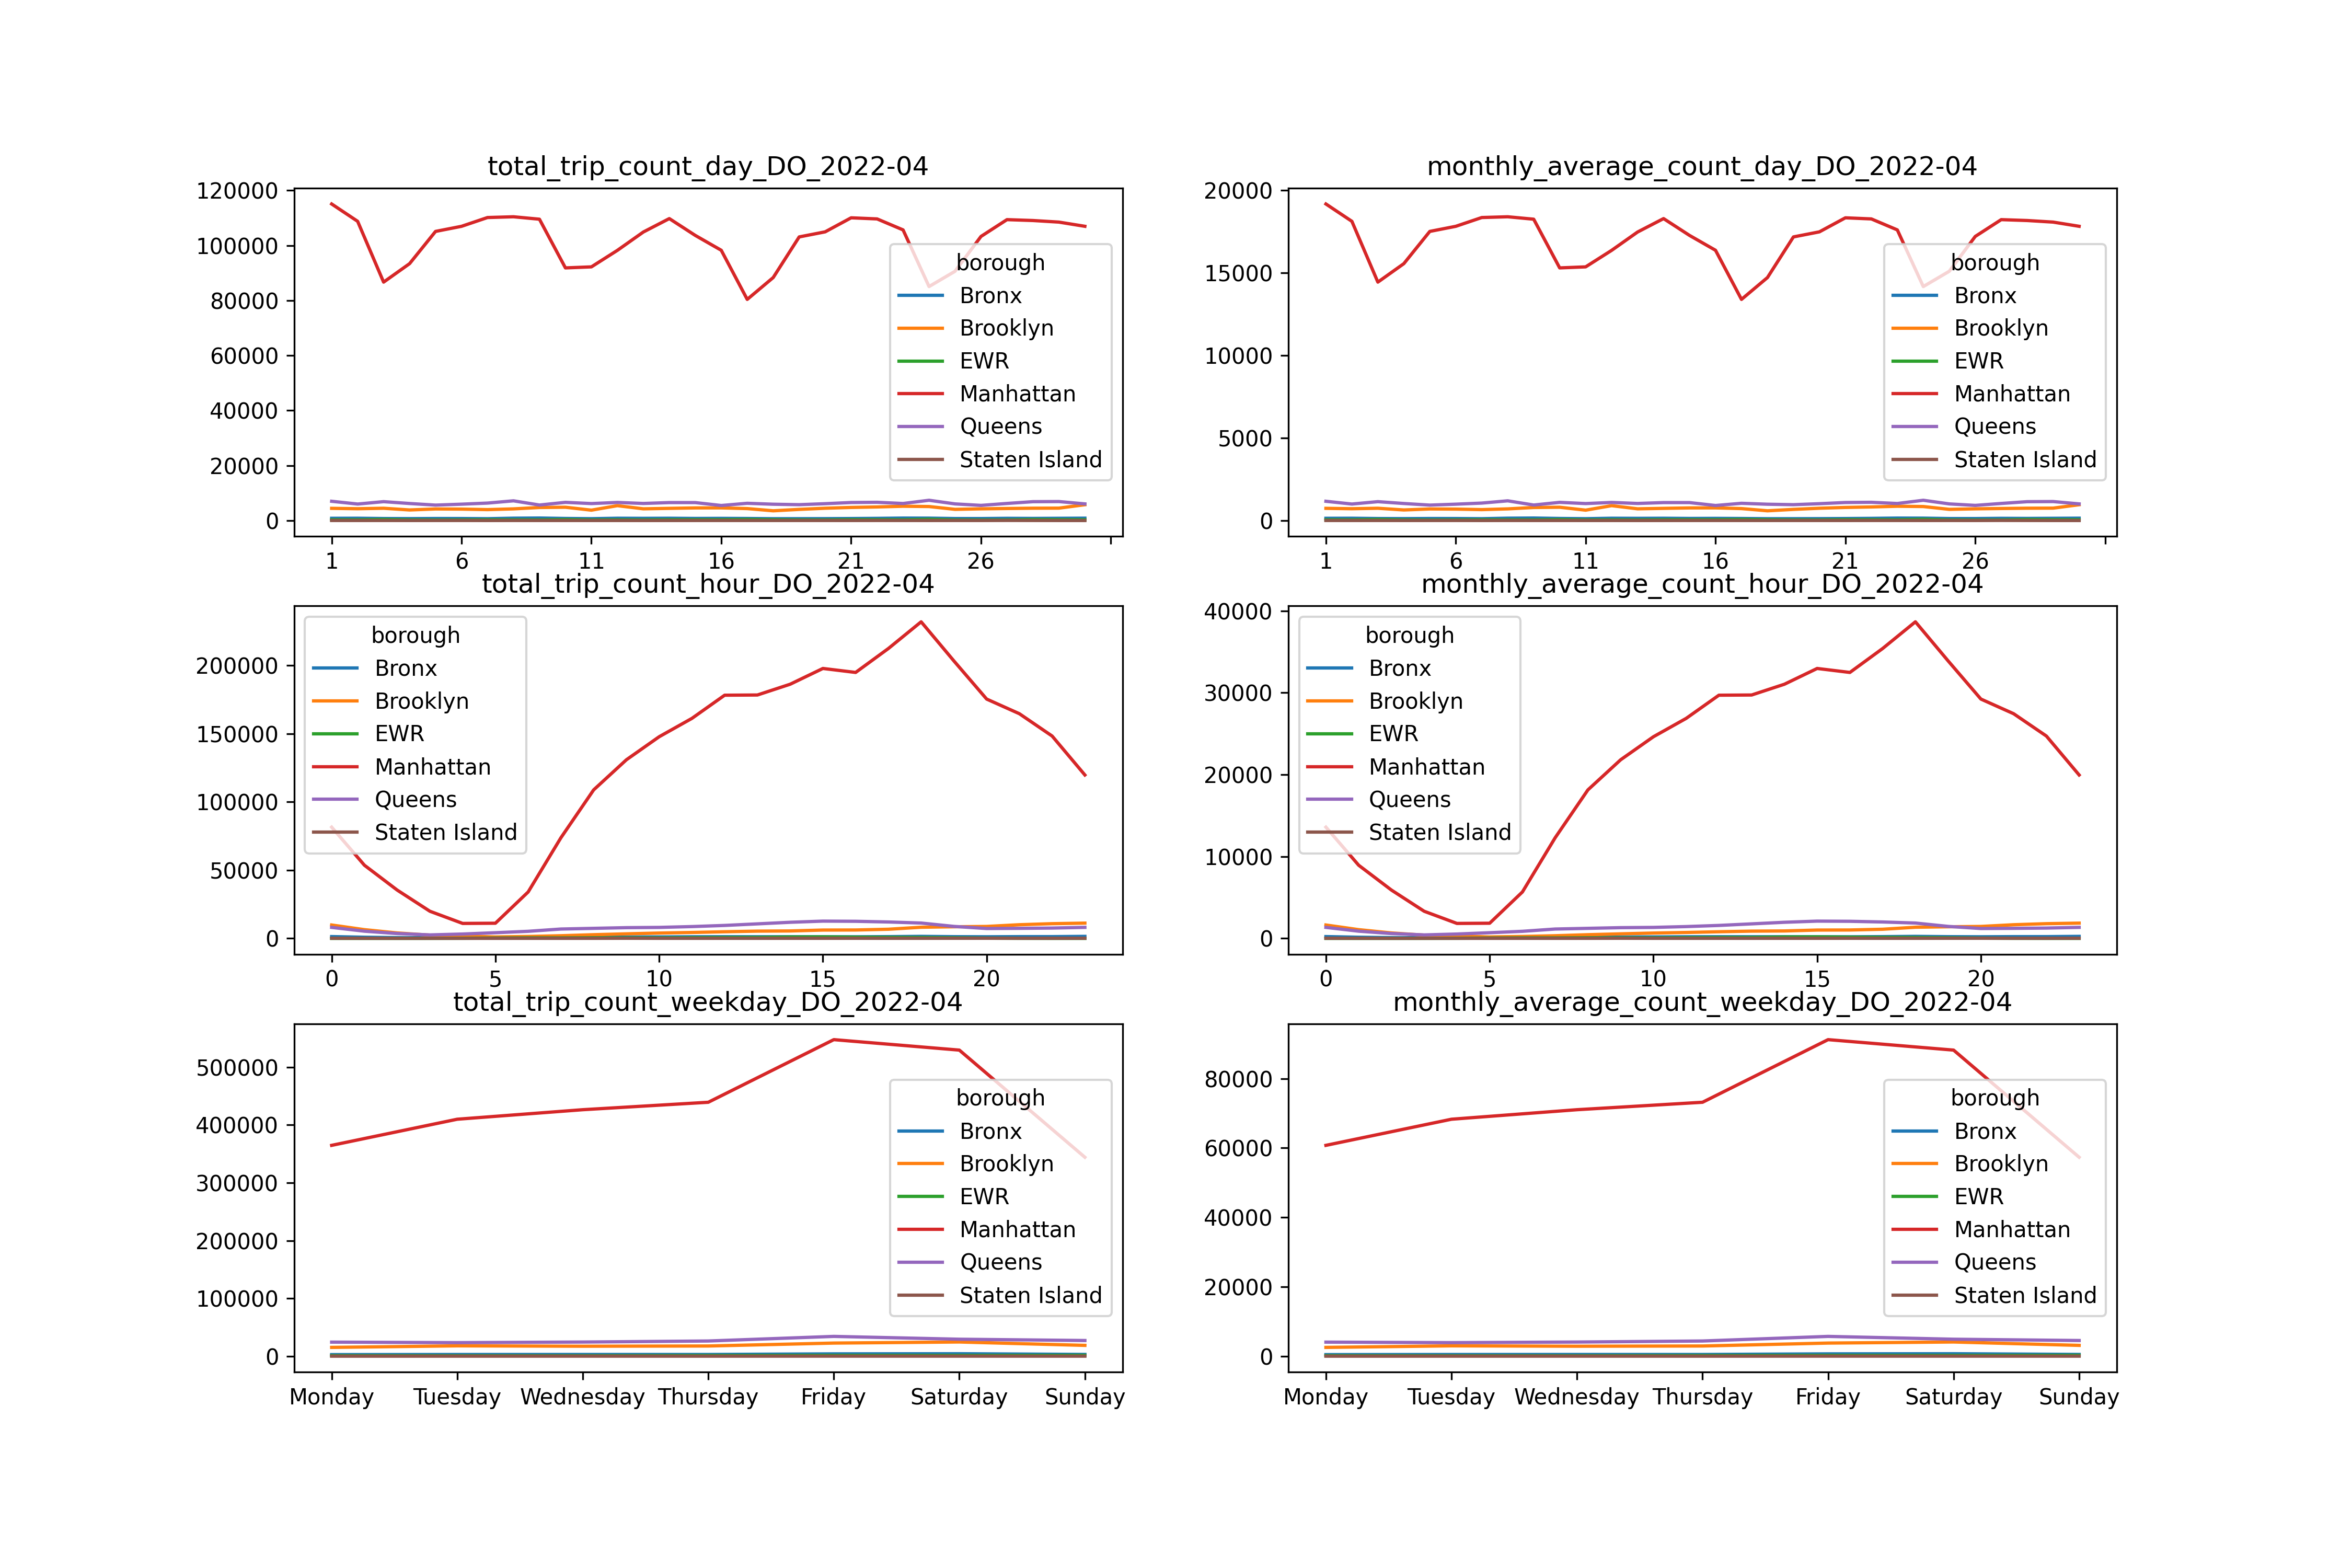 total_trip_count_day_DO_2022-04
120000
100000
80000
60000
40000
20000
0
borough
Bronx
Brooklyn
EWR
Manhattan
Queens
Staten Island
1 6 11 16 21 26
monthly_average_count_day_DO_2022-04
20000
15000
10000
5000
0
borough
Bronx
Brooklyn
EWR
Manhattan
Queens
Staten Island
1 6 11 16 21 26
total_trip_count_hour_DO_2022-04
200000
150000
100000
50000
0
borough
Bronx
Brooklyn
EWR
Manhattan
Queens
Staten Island
0 5 10 15 20
monthly_average_count_hour_DO_2022-04
40000
30000
20000
10000
0
borough
Bronx
Brooklyn
EWR
Manhattan
Queens
Staten Island
0 5 10 15 20
total_trip_count_weekday_DO_2022-04
500000
400000
300000
200000
100000
0
borough
Bronx
Brooklyn
EWR
Manhattan
Queens
Staten Island
Monday Tuesday Wednesday Thursday Friday Saturday Sunday
monthly_average_count_weekday_DO_2022-04
80000
60000
40000
20000
0
borough
Bronx
Brooklyn
EWR
Manhattan
Queens
Staten Island
Monday Tuesday Wednesday Thursday Friday Saturday Sunday